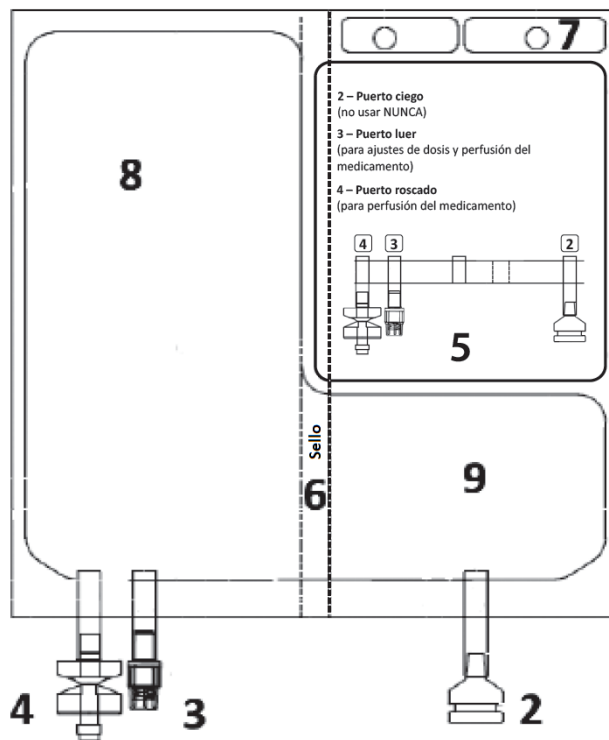 7
2 – Puerto ciego
(no usar NUNCA)
3 – Puerto luer
(para ajustes de dosis y perfusión del
medicamento)
4 – Puerto roscado
(para perfusión del medicamento)
8
4 3 2
5
Sello
6
9
4
3
2